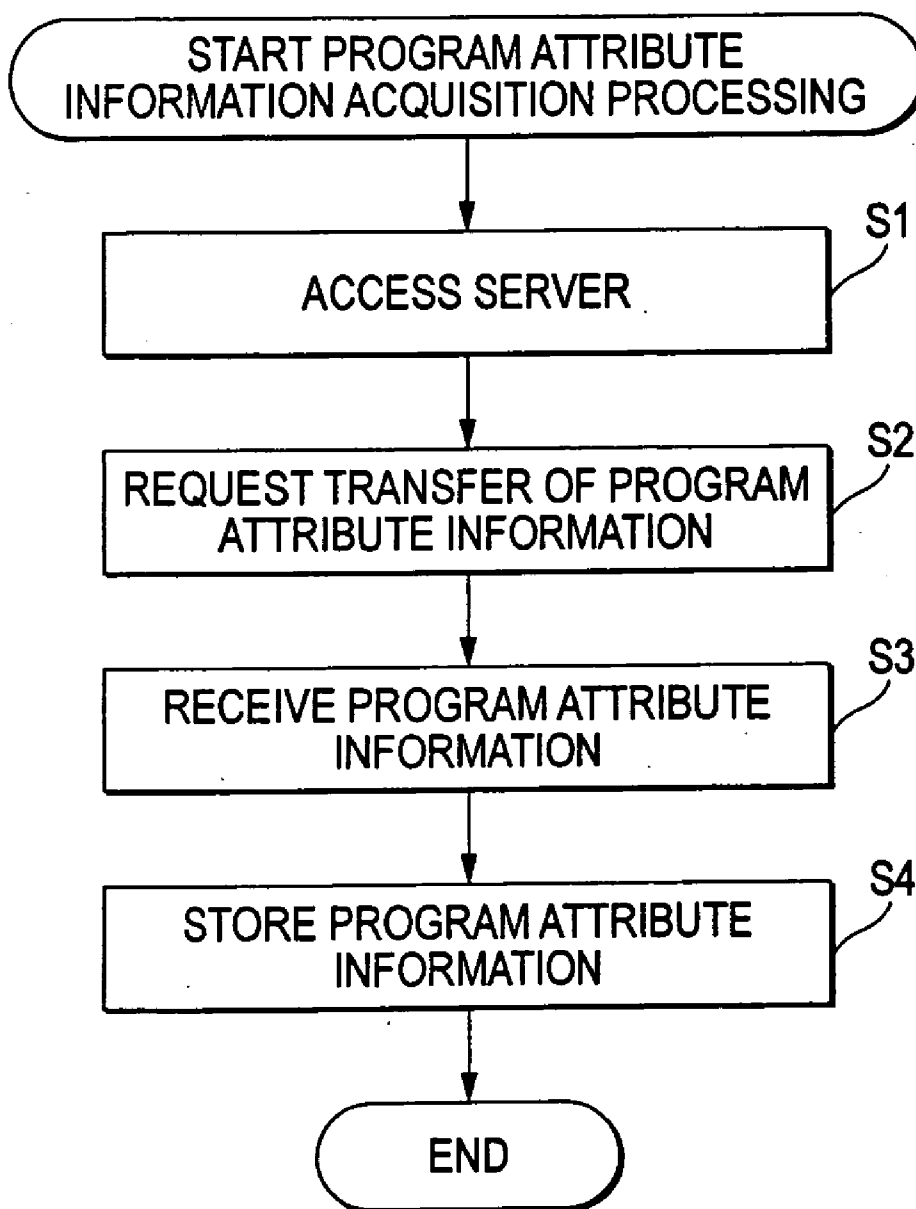 START PROGRAM ATTRIBUTE
INFORMATION ACQUISITION PROCESSING
S1
ACCESS SERVER
S2
REQUEST TRANSFER OF PROGRAM
ATTRIBUTE INFORMATION
S3
RECEIVE PROGRAM ATTRIBUTE
INFORMATION
S4
STORE PROGRAM ATTRIBUTE
INFORMATION
END